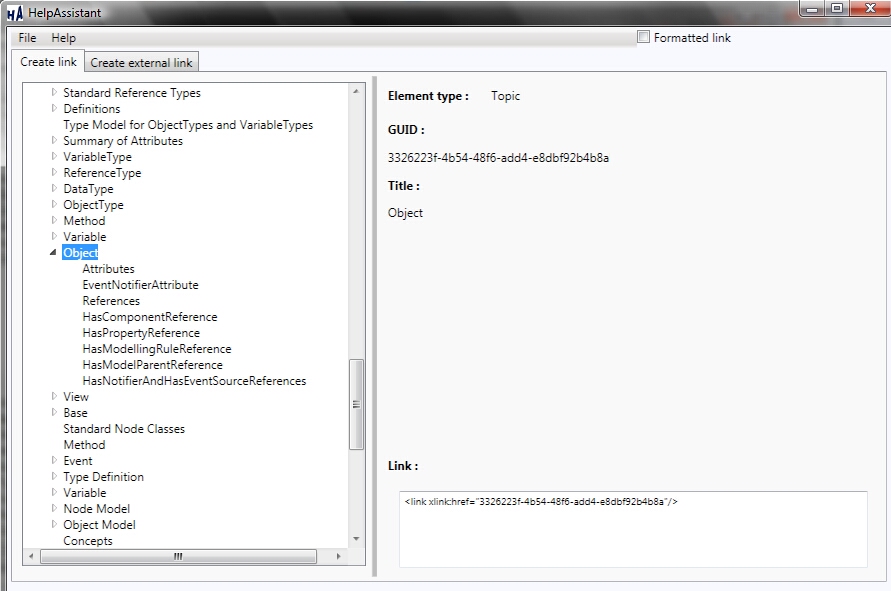 HA HelpAssistant
File Help
Formatted link
Create link Create external link
Standard Reference Types
Definitions
Type Model for ObjectTypes and VariableTypes
Summary of Attributes
VariableType
ReferenceType
DataType
ObjectType
Method
Variable
Object
Attributes
EventNotifierAttribute
References
HasComponentReference
HasPropertyReference
HasModellingRuleReference
HasModelParentReference
HasNotifierAndHasEventSourceReferences
View
Base
Standard Node Classes
Method
Event
Type Definition
Variable
Node Model
Object Model
Concepts
Element type : Topic
GUID :
3326223f-4b54-48f6-add4-e8dbf92b4b8a
Title :
Object
Link :
<link xlink:href="3326223f-4b54-48f6-add4-e8dbf92b4b8a"/>